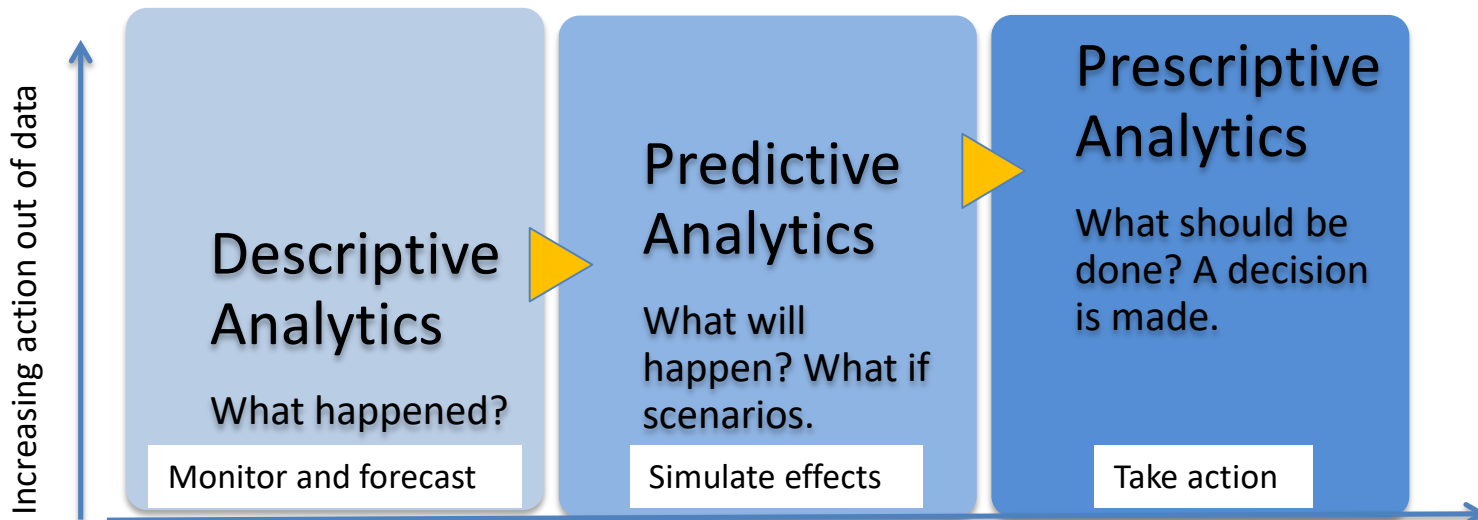 Increasing action out of data
Descriptive
Analytics
What happened?
Monitor and forecast
Predictive
Analytics
What will
happen? What if
scenarios.
Simulate effects
Prescriptive
Analytics
What should be
done? A decision
is made.
Take action